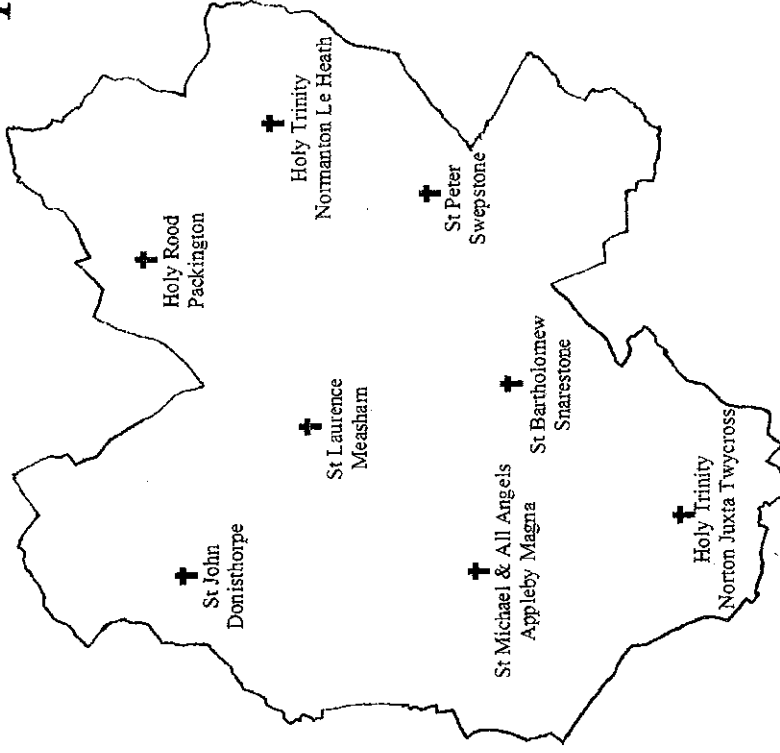 Holy Rood
Packington
Holy Trinity
Normanton Le Heath
St Peter
Swepstone
St Laurence
Measham
St John
Donisthorpe
St Bartholomew
Snarestone
St Michael & All Angels
Appleby Magna
Holy Trinity
Norton Juxta Twycross